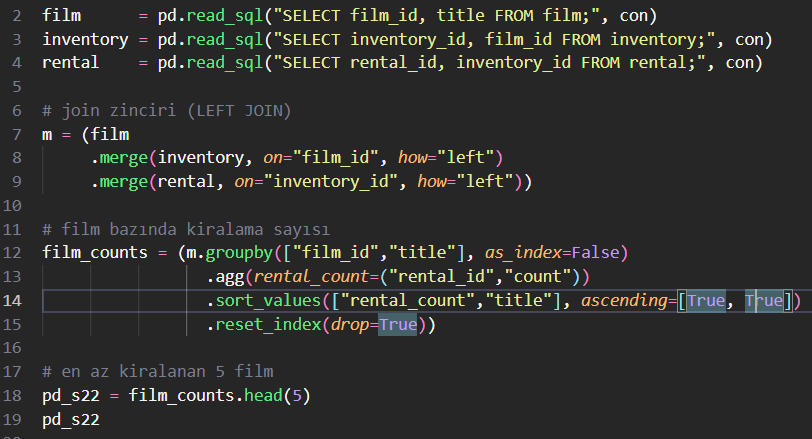 2 film      = pd.read_sql("SELECT film_id, title FROM film;", con)
3 inventory = pd.read_sql("SELECT inventory_id, film_id FROM inventory;", con)
4 rental    = pd.read_sql("SELECT rental_id, inventory_id FROM rental;", con)
5
6 # join zinciri (LEFT JOIN)
7 m = (film
8      .merge(inventory, on="film_id", how="left")
9      .merge(rental, on="inventory_id", how="left"))
10
11 # film bazında kiralama sayısı
12 film_counts = (m.groupby(["film_id","title"], as_index=False)
13                 .agg(rental_count=("rental_id","count"))
14                 .sort_values(["rental_count","title"], ascending=[True, True])
15                 .reset_index(drop=True))
16
17 # en az kiralanan 5 film
18 pd_s22 = film_counts.head(5)
19 pd_s22